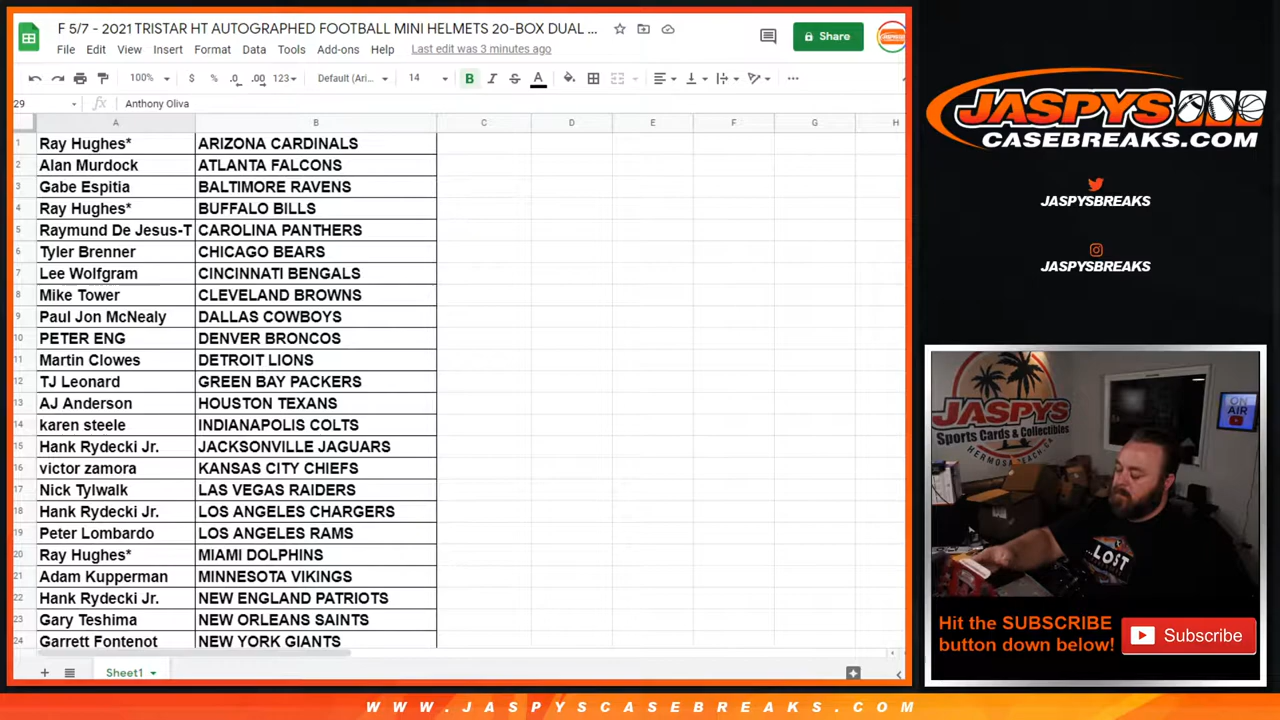 F 5/7 - 2021 TRISTAR HT AUTOGRAPHED FOOTBALL MINI HELMETS 20-BOX DUAL ...
Share
File Edit View Insert Format Data Tools Add-ons Help Last edit was 3 minutes ago
100% $ % .0 .00 123 Default (Ari... 14 B I S A
29 fx Anthony Oliva
A B C D E F G H
1 Ray Hughes* ARIZONA CARDINALS
2 Alan Murdock ATLANTA FALCONS
3 Gabe Espitia BALTIMORE RAVENS
4 Ray Hughes* BUFFALO BILLS
5 Raymund De Jesus-T CAROLINA PANTHERS
6 Tyler Brenner CHICAGO BEARS
7 Lee Wolfgram CINCINNATI BENGALS
8 Mike Tower CLEVELAND BROWNS
9 Paul Jon McNealy DALLAS COWBOYS
10 PETER ENG DENVER BRONCOS
11 Martin Clowes DETROIT LIONS
12 TJ Leonard GREEN BAY PACKERS
13 AJ Anderson HOUSTON TEXANS
14 karen steele INDIANAPOLIS COLTS
15 Hank Rydecki Jr. JACKSONVILLE JAGUARS
16 victor zamora KANSAS CITY CHIEFS
17 Nick Tylwalk LAS VEGAS RAIDERS
18 Hank Rydecki Jr. LOS ANGELES CHARGERS
19 Peter Lombardo LOS ANGELES RAMS
20 Ray Hughes* MIAMI DOLPHINS
21 Adam Kupperman MINNESOTA VIKINGS
22 Hank Rydecki Jr. NEW ENGLAND PATRIOTS
23 Gary Teshima NEW ORLEANS SAINTS
24 Garrett Fontenot NEW YORK GIANTS
Sheet1
JASPYS
CASEBREAKS.COM
JASPYSBREAKS
JASPYSBREAKS
JASPYS
Sports Cards & Collectibles
HERMOSA BEACH, CA
ON AIR
...LOST
Hit the SUBSCRIBE
button down below!
Subscribe
WWW.JASPYSCASEBREAKS.COM